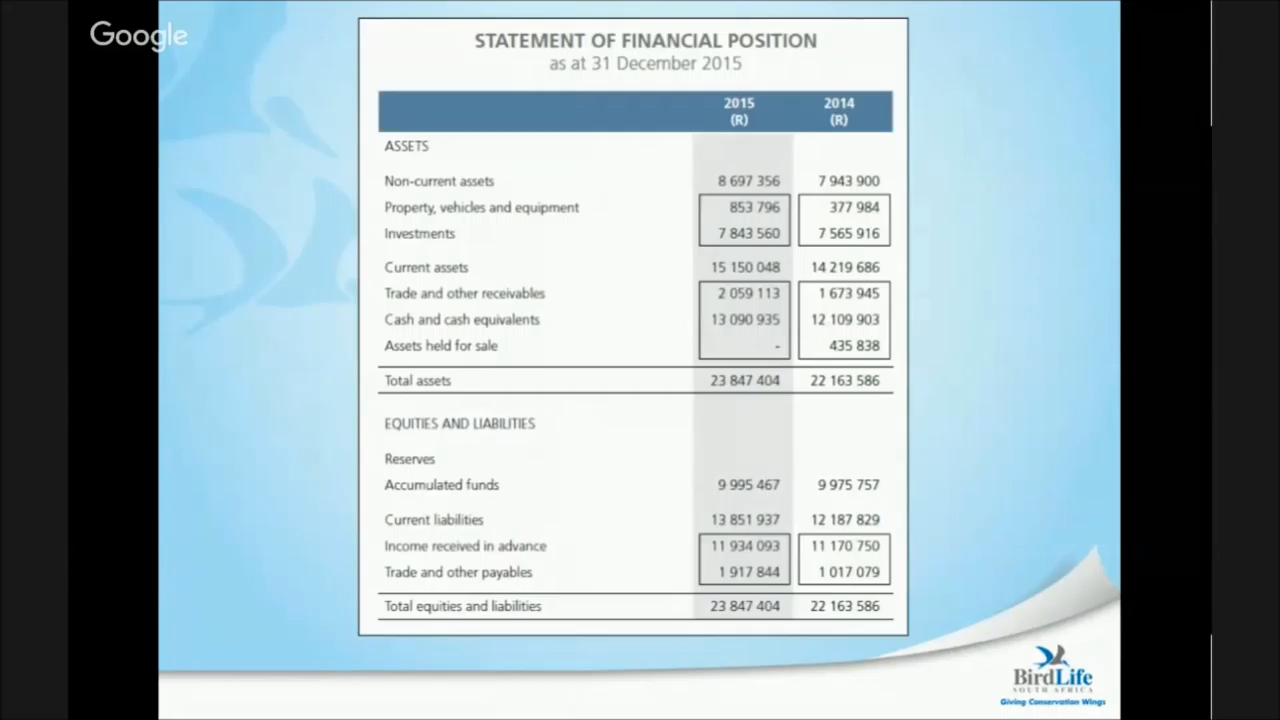 Google
STATEMENT OF FINANCIAL POSITION
as at 31 December 2015
2015 2014
(R) (R)
ASSETS
Non-current assets 8 697 356 7 943 900
Property, vehicles and equipment 853 796 377 984
Investments 7 843 560 7 565 916
Current assets 15 150 048 14 219 686
Trade and other receivables 2 059 113 1 673 945
Cash and cash equivalents 13 090 935 12 109 903
Assets held for sale - 435 838
Total assets 23 847 404 22 163 586
EQUITIES AND LIABILITIES
Reserves
Accumulated funds 9 995 467 9 975 757
Current liabilities 13 851 937 12 187 829
Income received in advance 11 934 093 11 170 750
Trade and other payables 1 917 844 1 017 079
Total equities and liabilities 23 847 404 22 163 586
BirdLife
SOUTH AFRICA
Giving Conservation Wings